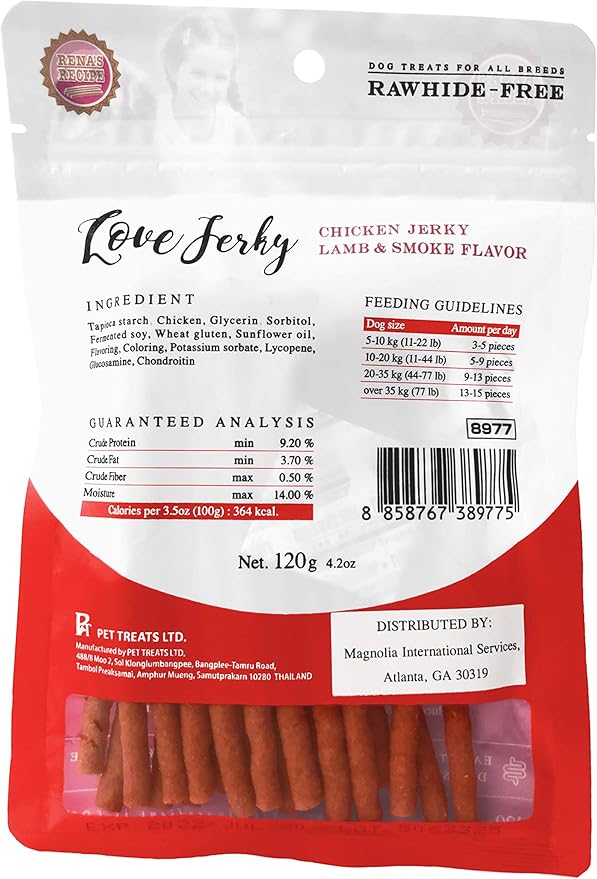 RENA'S
RECIPE
DOG TREATS FOR ALL BREEDS
RAWHIDE-FREE
Love Jerky
CHICKEN JERKY
LAMB & SMOKE FLAVOR
INGREDIENT
Tapioca starch, Chicken, Glycerin, Sorbitol,
Fermented soy, Wheat gluten, Sunflower oil,
Flavoring, Coloring, Potassium sorbate, Lycopene,
Glucosamine, Chondroitin
FEEDING GUIDELINES
Dog size Amount per day
5-10 kg (11-22 lb) 3-5 pieces
10-20 kg (11-44 lb) 5-9 pieces
20-35 kg (44-77 lb) 9-13 pieces
over 35 kg (77 lb) 13-15 pieces
8977
GUARANTEED ANALYSIS
Crude Protein min 9.20 %
Crude Fat min 3.70 %
Crude Fiber max 0.50 %
Moisture max 14.00 %
Calories per 3.5oz (100g) : 364 kcal.
8 858767 389775
Net. 120g 4.2oz
PT PET TREATS LTD.
Manufactured by PET TREATS LTD.
488/8 Moo 2, Soi Klonglumbangpee, Bangplee-Tamru Road,
Tambol Preaksamai, Amphur Mueng, Samutprakarn 10280 THAILAND
DISTRIBUTED BY:
Magnolia International Services,
Atlanta, GA 30319
EXP 2022
LOT